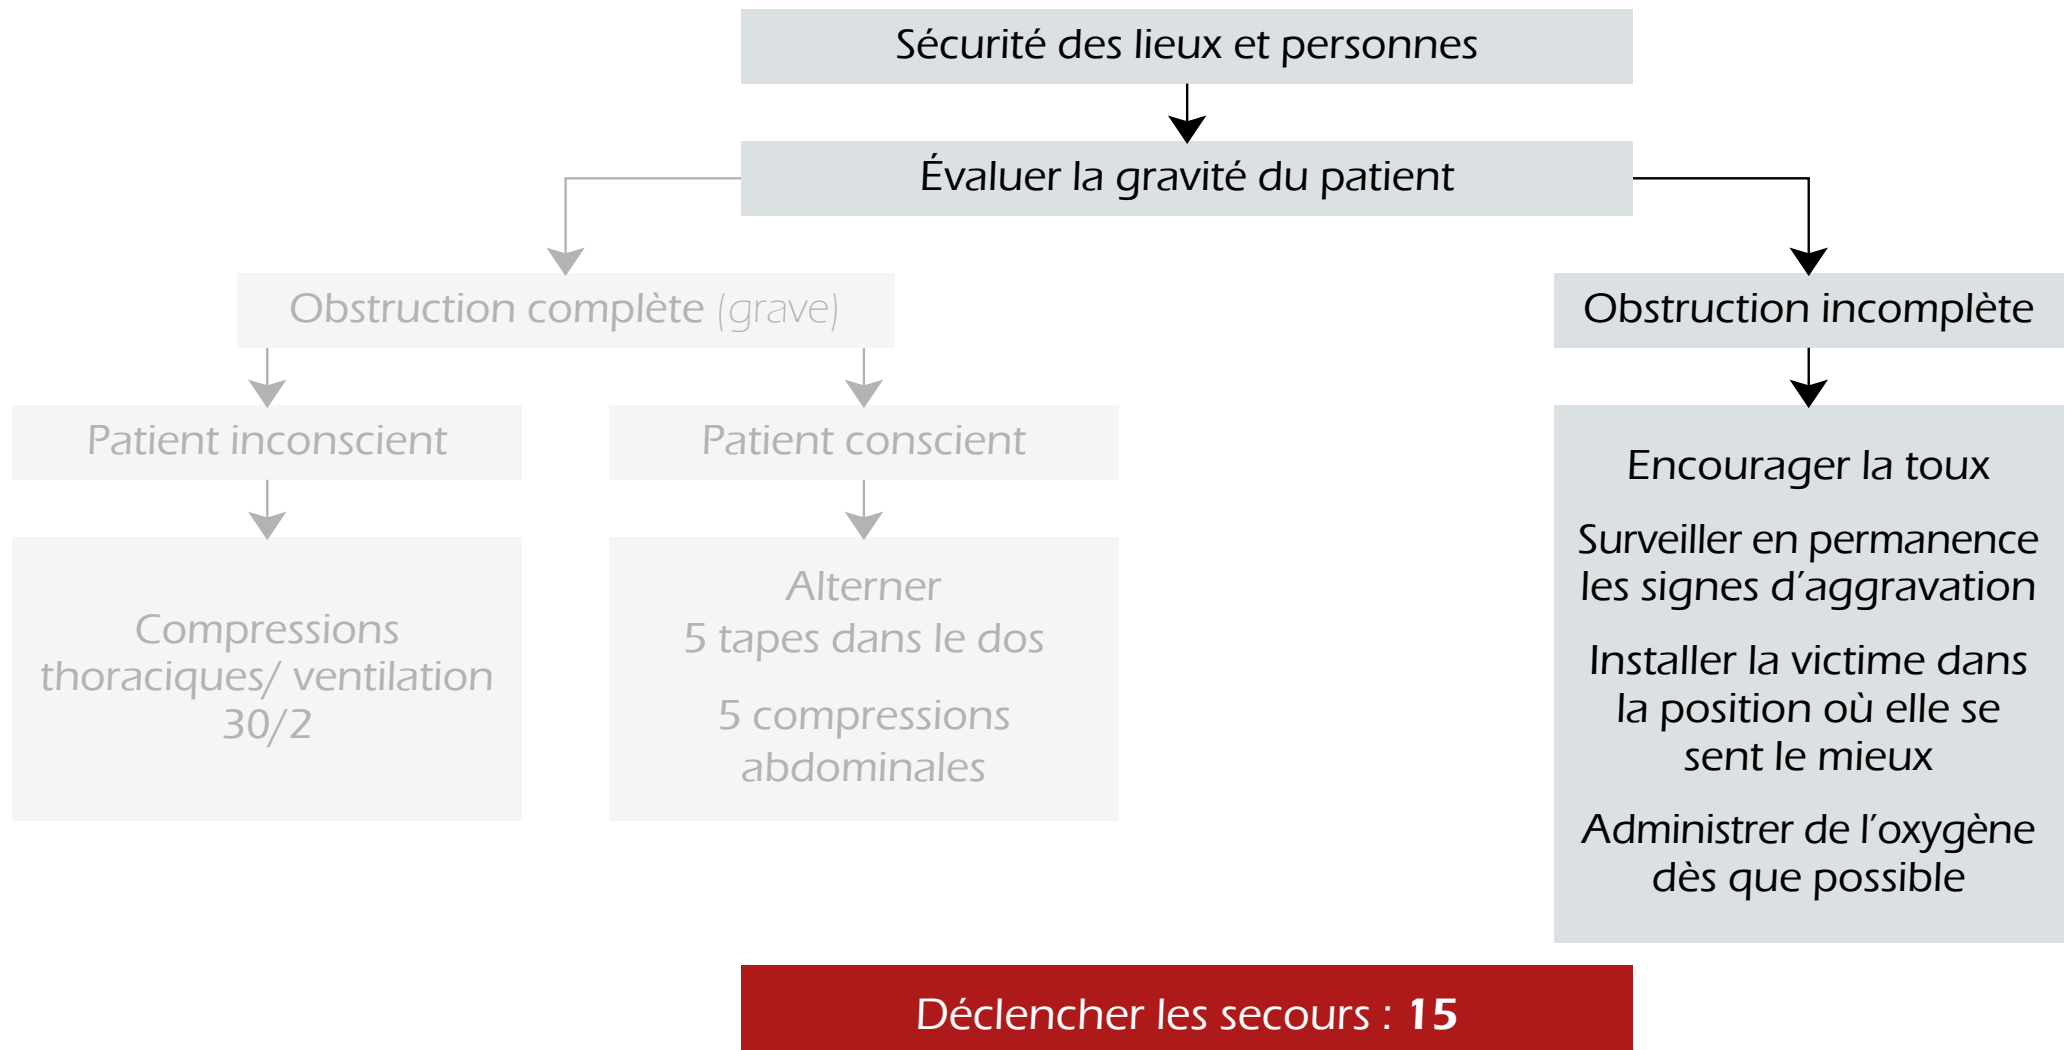 Sécurité des lieux et personnes
Évaluer la gravité du patient
Obstruction complète (grave)
Obstruction incomplète
Patient inconscient
Patient conscient
Compressions
thoraciques/ ventilation
30/2
Alterner
5 tapes dans le dos
5 compressions
abdominales
Encourager la toux
Surveiller en permanence
les signes d’aggravation
Installer la victime dans
la position où elle se
sent le mieux
Administrer de l’oxygène
dès que possible
Déclencher les secours : 15